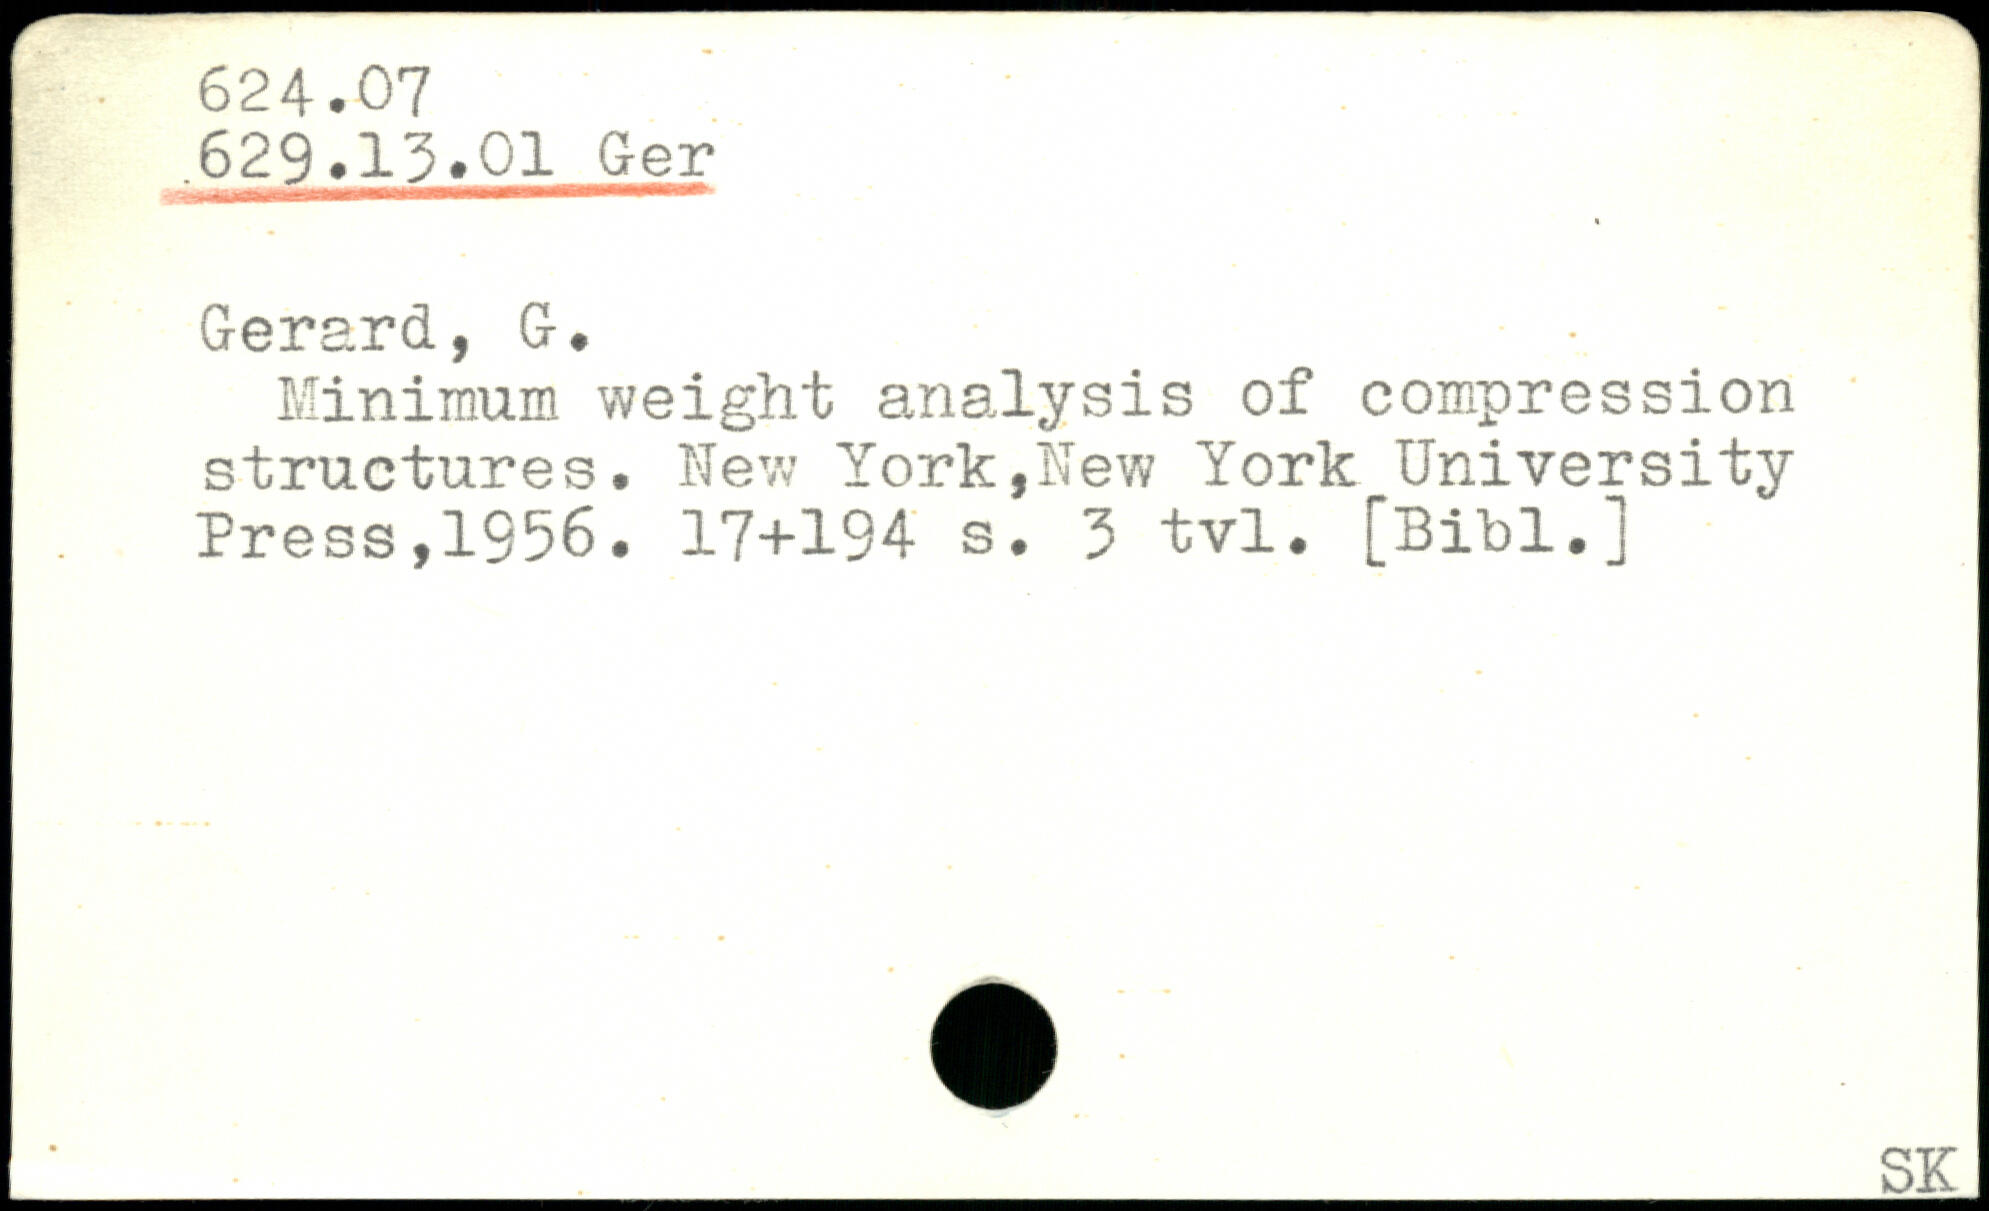 624.07
629.13.01 Ger
Gerard, G.
Minimum weight analysis of compression
structures. New York,New York University
Press,1956. 17+194 s. 3 tvl. [Bibl.]
SK